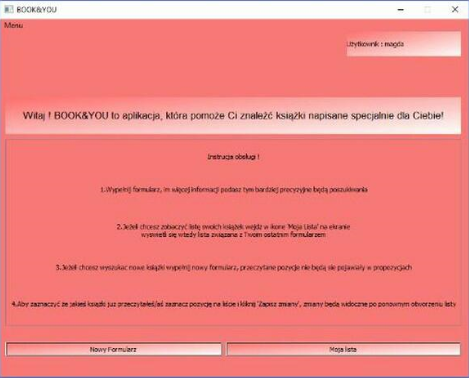 BOOK&YOU
Menu
Użytkownik : magda
Witaj ! BOOK&YOU to aplikacja, która pomoże Ci znaleźć książki napisane specjalnie dla Ciebie!
Instrukcja obsługi !
1.Wypełnij formularz, im więcej informacji podasz tym bardziej precyzyjne będą poszukiwania
2.Jeżeli chcesz zobaczyć listę swoich książek wejdź w ikone 'Moja Lista' na ekranie
wyświetli się wtedy lista związana z Twoim ostatnim formularzem
3.Jeżeli chcesz wyszukac nowe książki wypełnij nowy formularz, przeczytane pozycje nie będą sie pojawiały w propozycjach
4.Aby zaznaczyć że jakieś książki już przeczytałeś/aś zaznacz pozycję na liście i kliknij 'Zapisz zmiany', zmiany będą widoczne po ponownym otworzeniu listy
Nowy Formularz
Moja lista